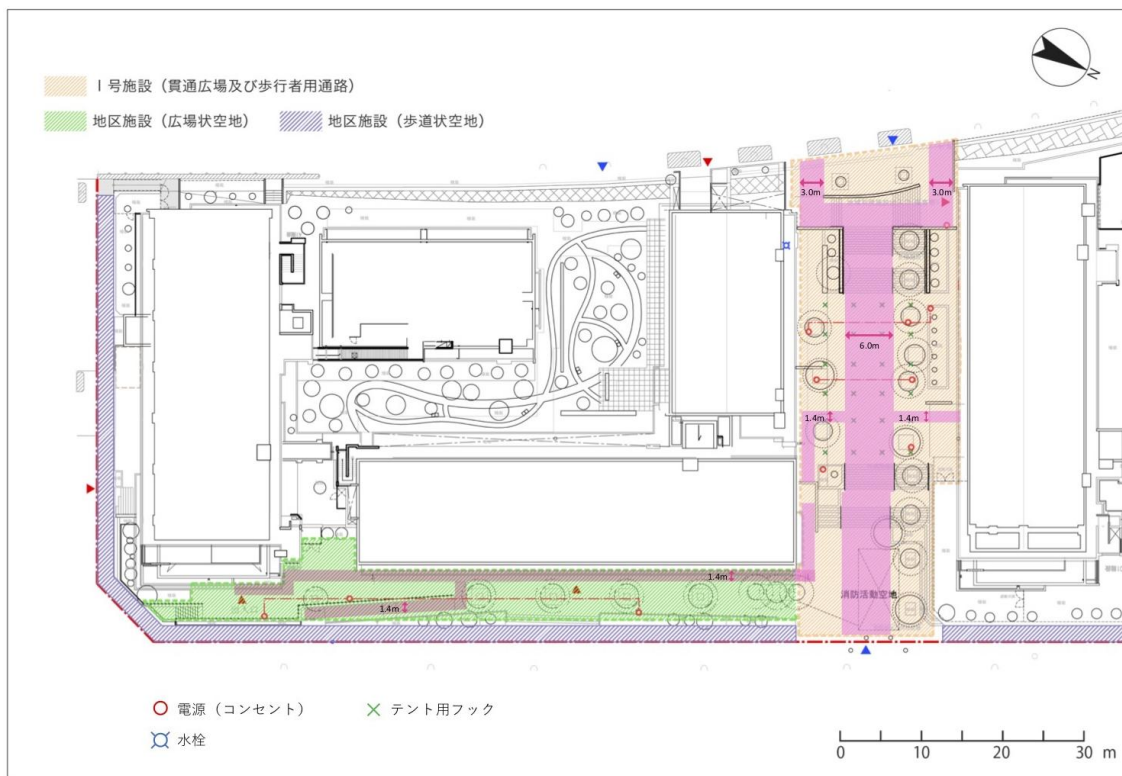 N
1号施設（貫通広場及び歩行者用通路）
地区施設（広場状空地）
地区施設（歩道状空地）
3.0m
3.0m
6.0m
1.4m
1.4m
1.4m
1.4m
消防活動空地
電源（コンセント）
テント用フック
水栓
0 10 20 30 m